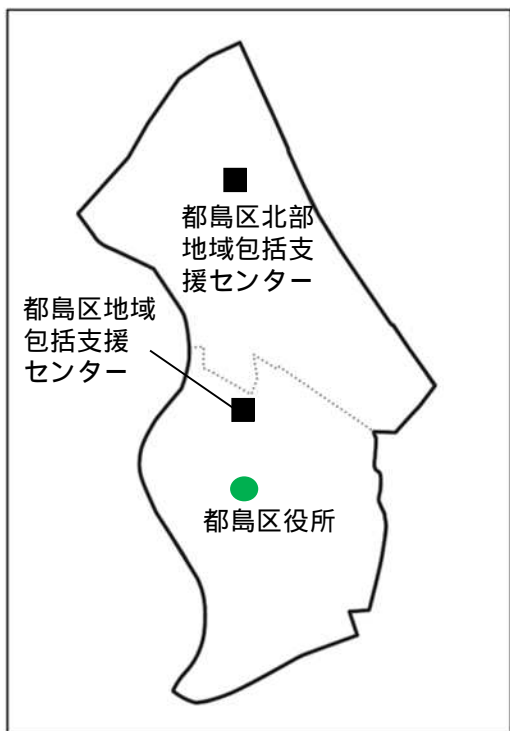 都島区北部
地域包括支
援センター
都島区地域
包括支援
センター
都島区役所